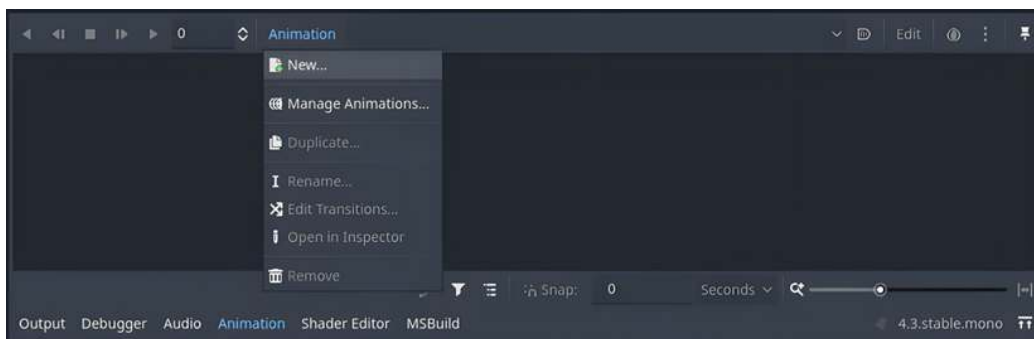 0 Animation Edit
New...
Manage Animations...
Duplicate...
Rename...
Edit Transitions...
Open in Inspector
Remove
Snap: 0 Seconds
Output Debugger Audio Animation Shader Editor MSBuild 4.3.stable.mono